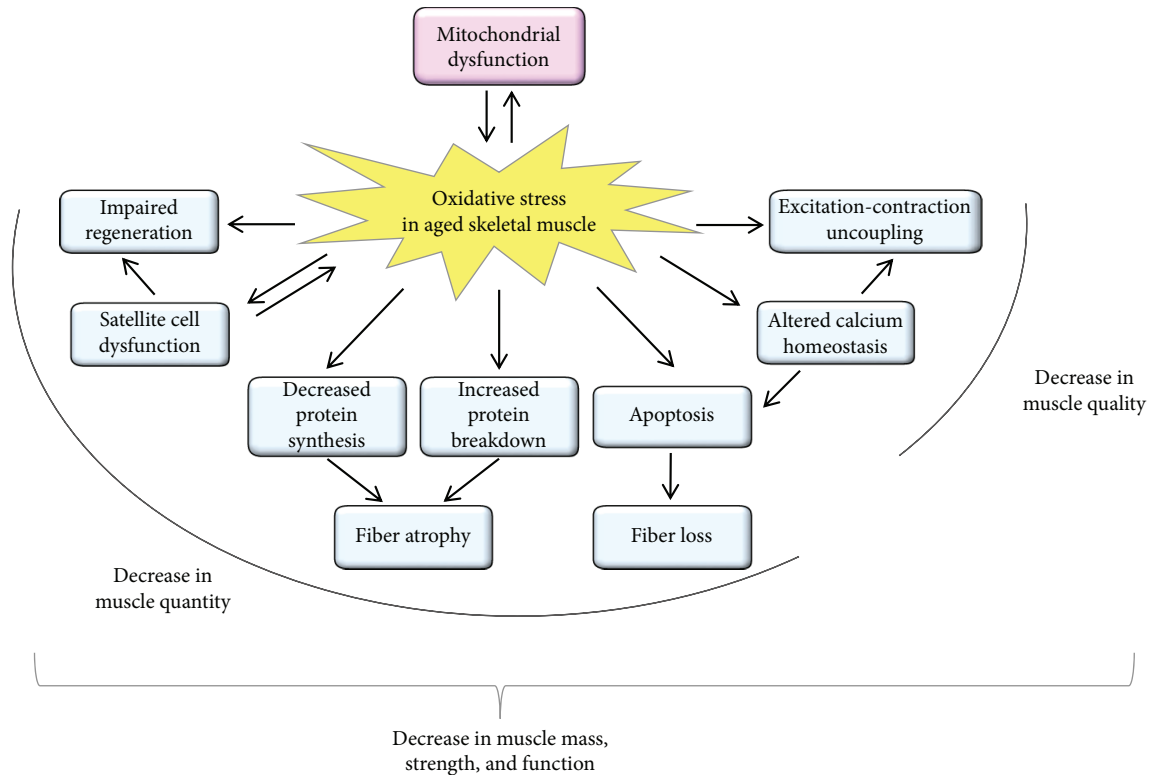 Mitochondrial
dysfunction
Oxidative stress
in aged skeletal muscle
Impaired
regeneration
Excitation-contraction
uncoupling
Satellite cell
dysfunction
Altered calcium
homeostasis
Decreased
protein
synthesis
Increased
protein
breakdown
Apoptosis
Decrease in
muscle quality
Fiber atrophy
Fiber loss
Decrease in
muscle quantity
Decrease in muscle mass,
strength, and function